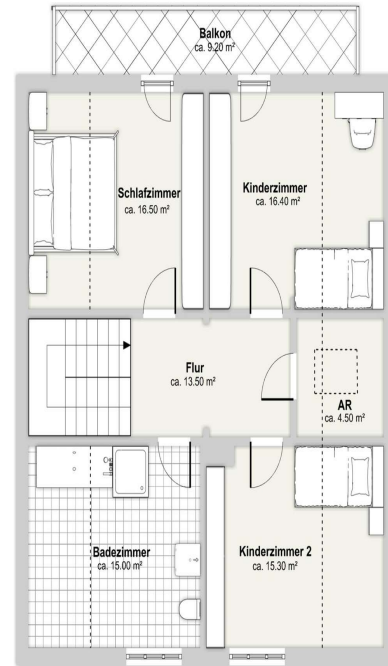 Balkon
ca. 9.20 m²
Schlafzimmer
ca. 16.50 m²
Kinderzimmer
ca. 16.40 m²
Flur
ca. 13.50 m²
AR
ca. 4.50 m²
Badezimmer
ca. 15.00 m²
Kinderzimmer 2
ca. 15.30 m²